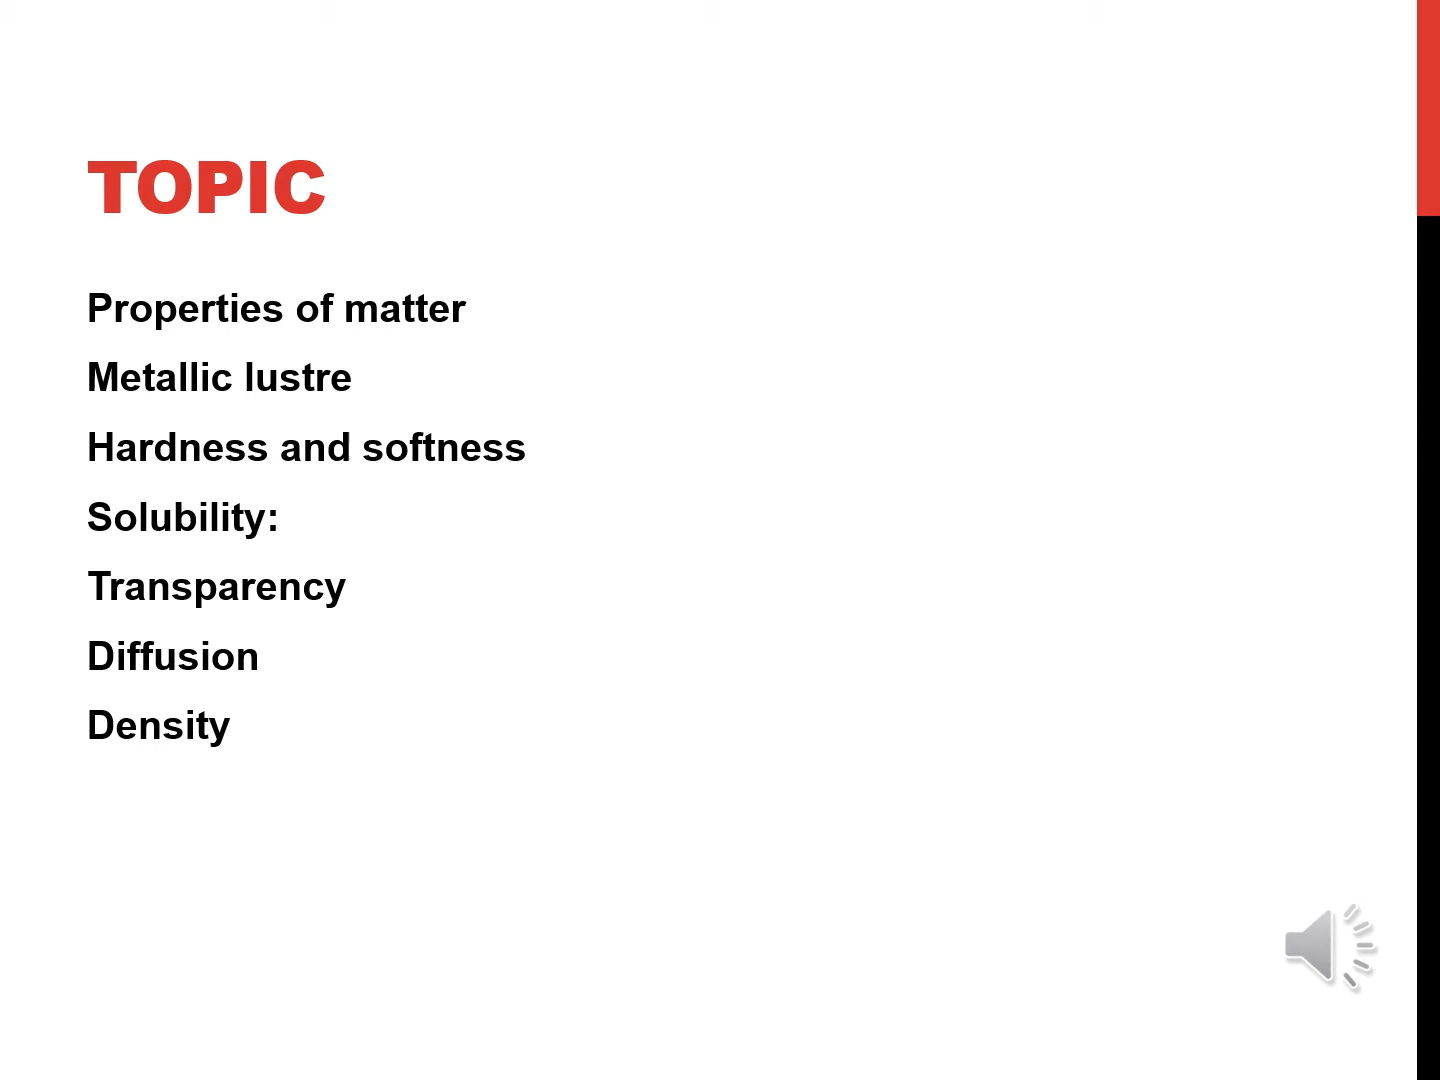 TOPIC
Properties of matter
Metallic lustre
Hardness and softness
Solubility:
Transparency
Diffusion
Density